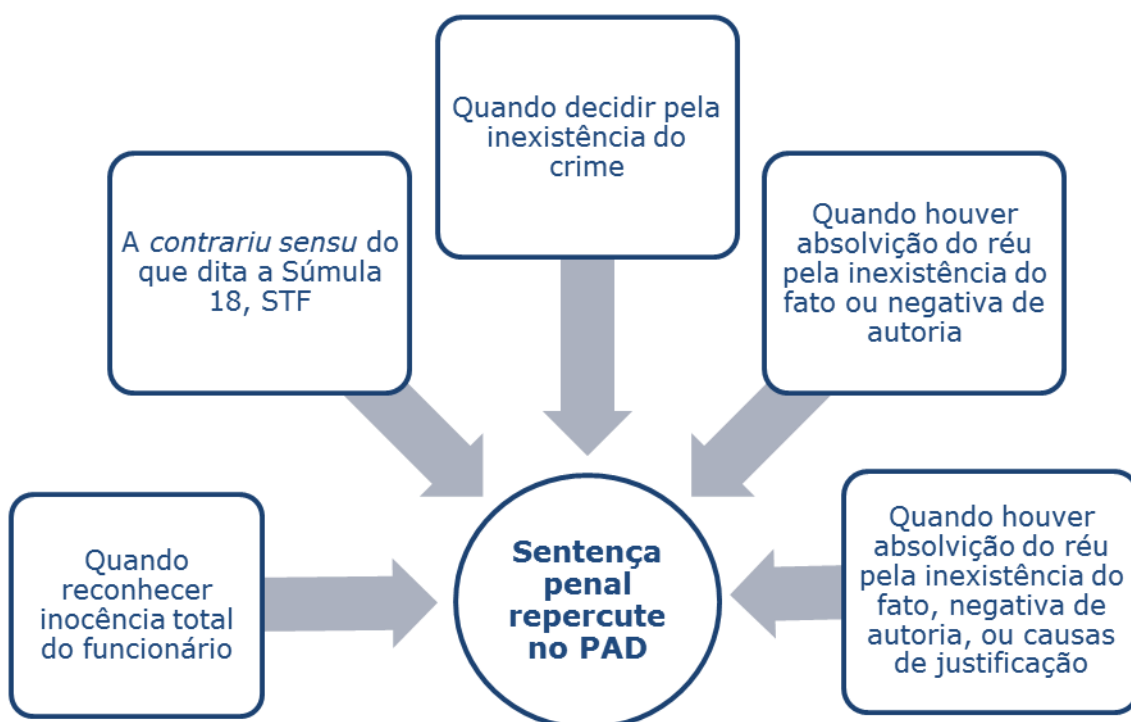 Quando reconhecer
inocência total
do funcionário
A contrariu sensu do
que dita a Súmula
18, STF
Quando decidir pela
inexistência do
crime
Quando houver
absolvição do réu
pela inexistência do
fato ou negativa de
autoria
Quando houver
absolvição do réu
pela inexistência do
fato, negativa de
autoria, ou causas
de justificação
Sentença
penal
repercute
no PAD